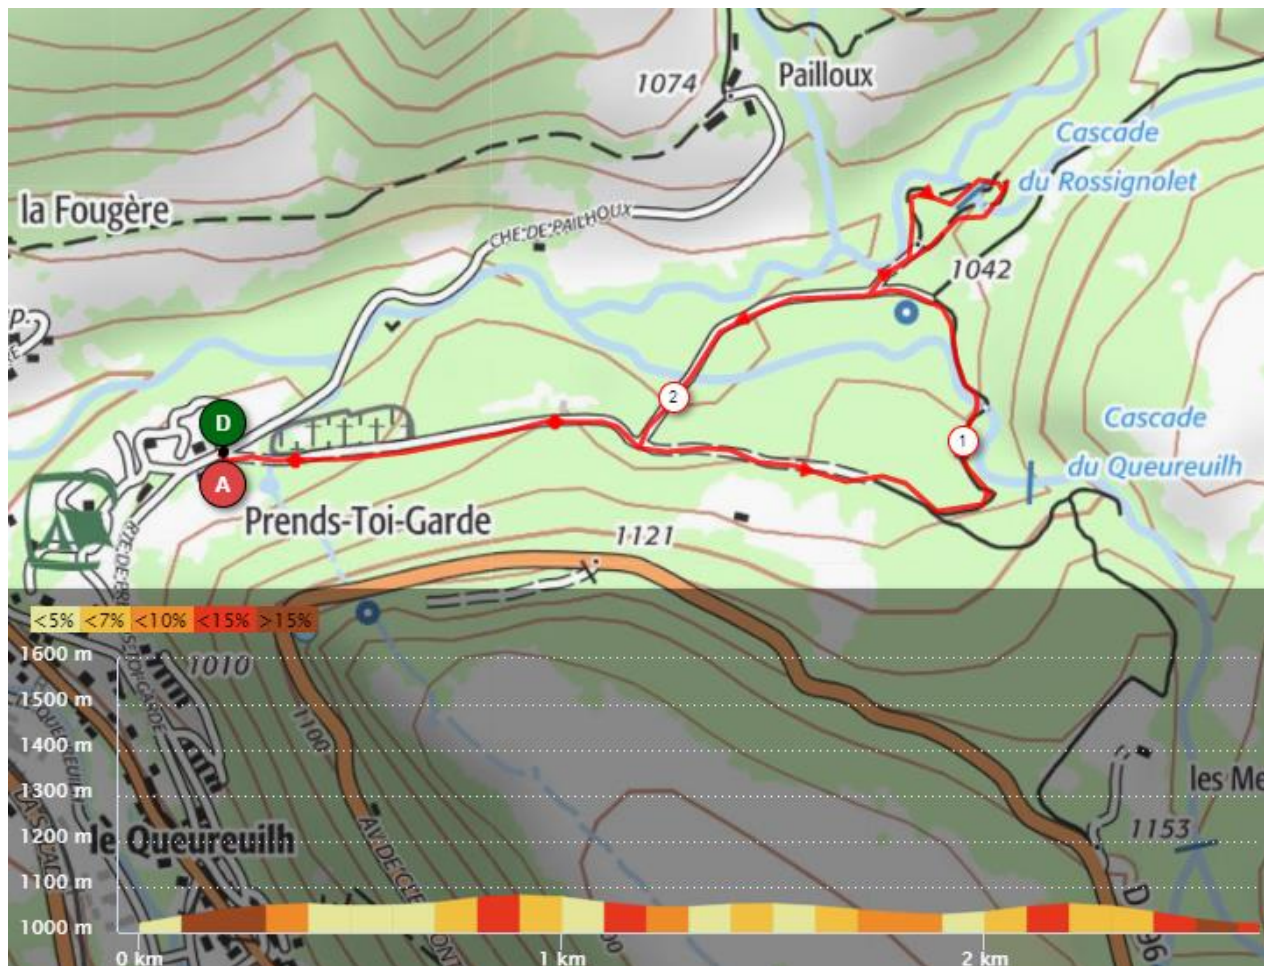 1074
Pailloux
Cascade
du Rossignolet
la Fougère
CHE DE PAILHOUX
1042
p.
2
D
1
Cascade
du Queureuilh
A
Prends-Toi-Garde
1121
<5% <7% <10% <15% >15%
1600 m
1010
1500 m
1100
1400 m
1300 m
les Me
1200 m
le Queureuilh
1153
1100 m
1000 m
D
96
0 km
1 km
00
2 km